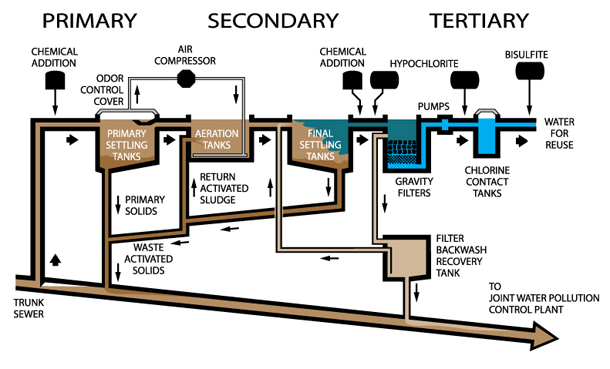 PRIMARY
SECONDARY
TERTIARY
CHEMICAL
ADDITION
ODOR
CONTROL
COVER
AIR
COMPRESSOR
CHEMICAL
ADDITION
HYPOCHLORITE
BISULFITE
PUMPS
PRIMARY
SETTLING
TANKS
AERATION
TANKS
FINAL
SETTLING
TANKS
WATER
FOR
REUSE
GRAVITY
FILTERS
CHLORINE
CONTACT
TANKS
PRIMARY
SOLIDS
RETURN
ACTIVATED
SLUDGE
WASTE
ACTIVATED
SOLIDS
FILTER
BACKWASH
RECOVERY
TANK
TRUNK
SEWER
TO
JOINT WATER POLLUTION
CONTROL PLANT